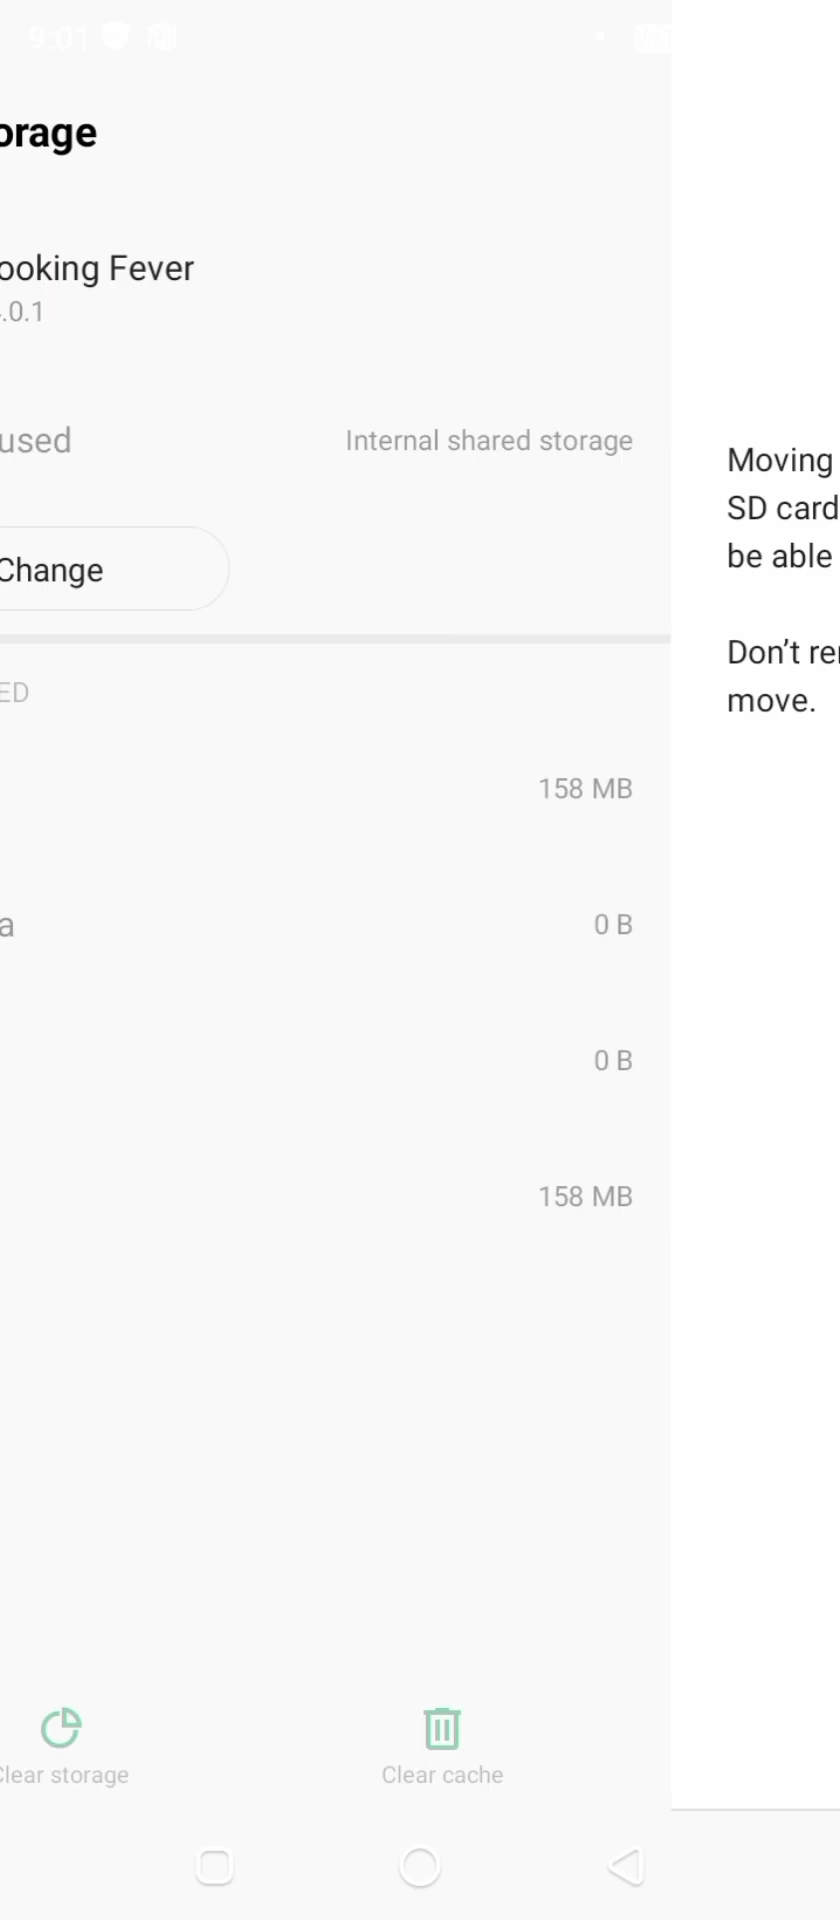 9:01
orage
ooking Fever
.0.1
used
Internal shared storage
Change
ED
158 MB
a
0 B
0 B
158 MB
Clear storage
Clear cache
Moving
SD card
be able
Don't re
move.